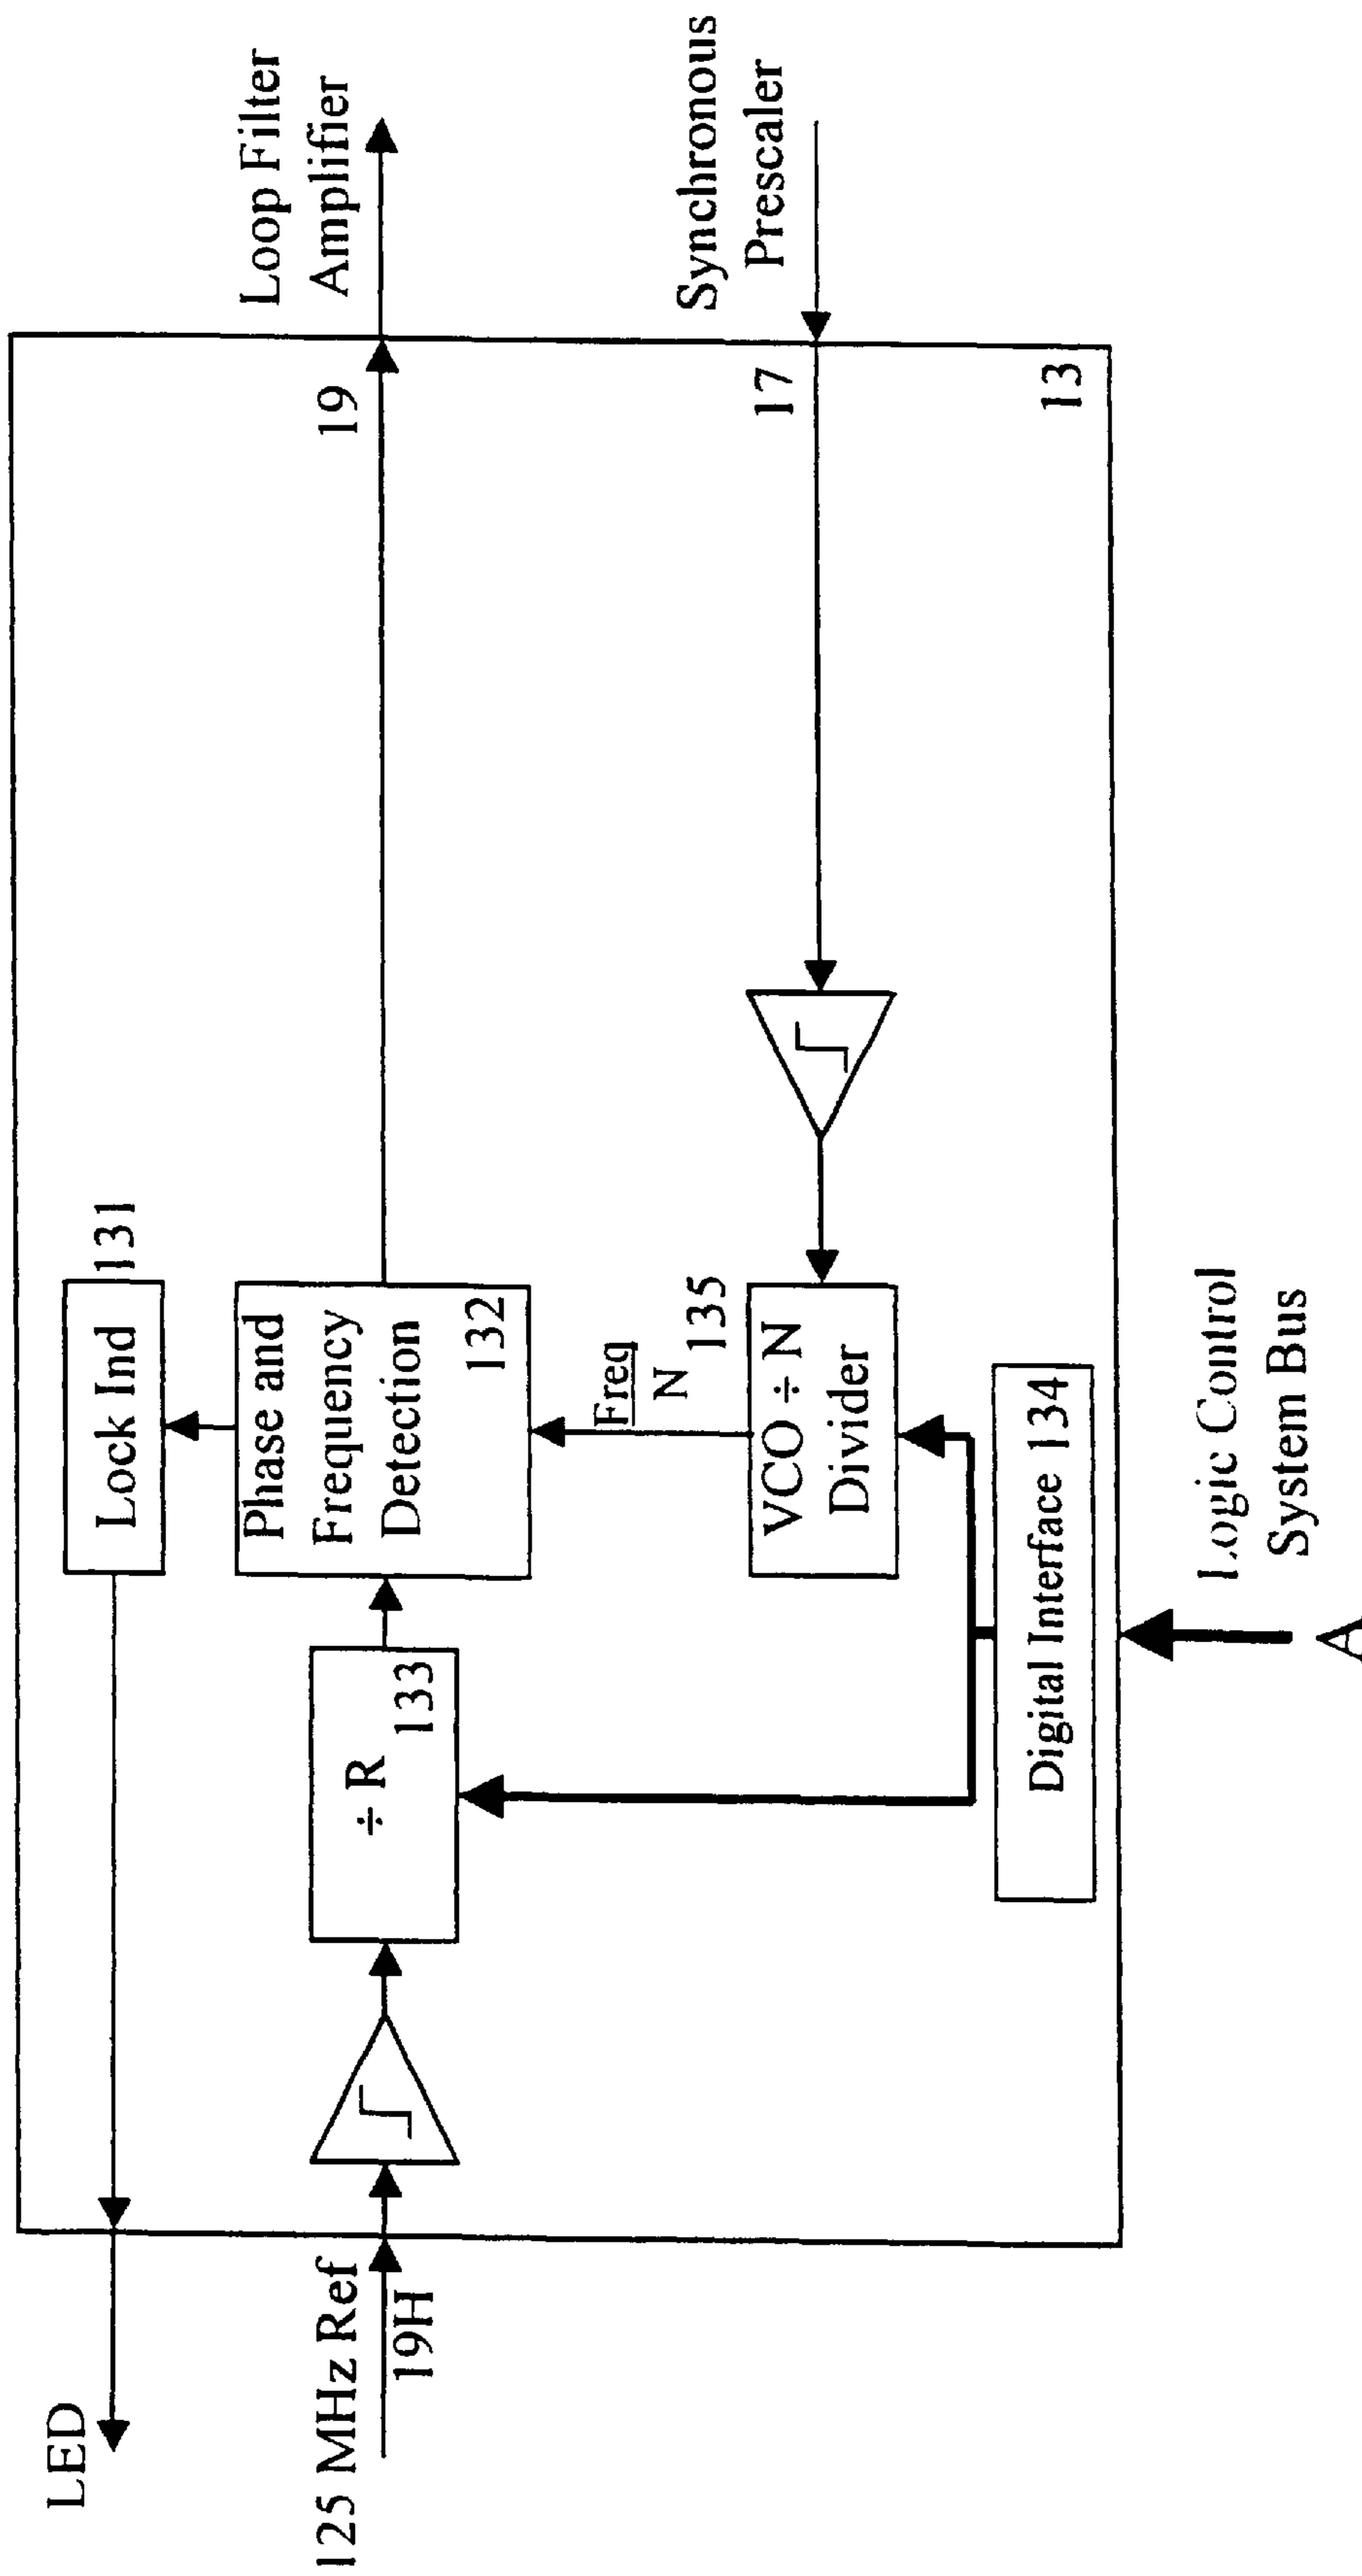 LED
Lock Ind
131
Loop Filter
Amplifier
125 MHz Ref
19H
÷ R
133
Phase and
Frequency
Detection
132
19
Freq
N
135
Synchronous
Prescaler
17
VCO ÷ N
Divider
Digital Interface 134
13
Logic Control
System Bus
A